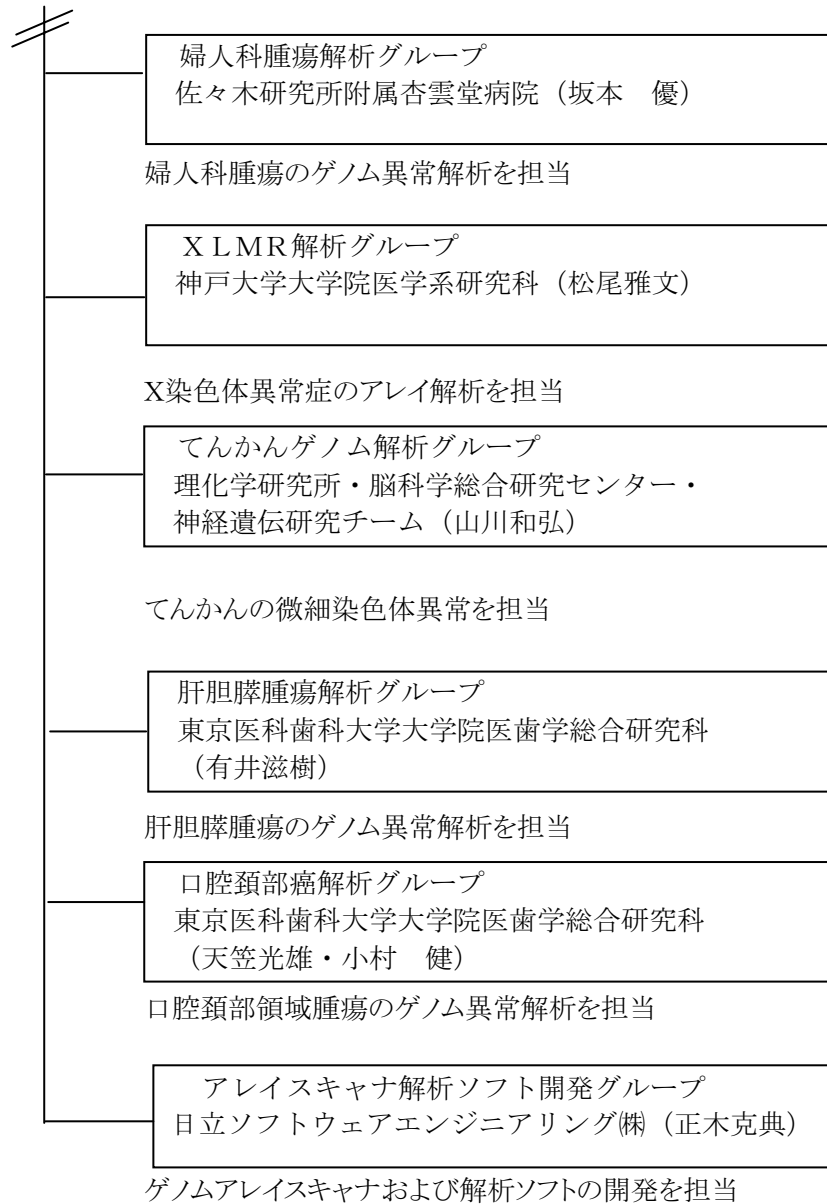 婦人科腫瘍解析グループ
佐々木研究所附属杏雲堂病院（坂本　優）
婦人科腫瘍のゲノム異常解析を担当
ＸＬＭＲ解析グループ
神戸大学大学院医学系研究科（松尾雅文）
X染色体異常症のアレイ解析を担当
てんかんゲノム解析グループ
理化学研究所・脳科学総合研究センター・
神経遺伝研究チーム（山川和弘）
てんかんの微細染色体異常を担当
肝胆膵腫瘍解析グループ
東京医科歯科大学大学院医歯学総合研究科
（有井滋樹）
肝胆膵腫瘍のゲノム異常解析を担当
口腔頚部癌解析グループ
東京医科歯科大学大学院医歯学総合研究科
（天笠光雄・小村　健）
口腔頚部領域腫瘍のゲノム異常解析を担当
アレイスキャナ解析ソフト開発グループ
日立ソフトウェアエンジニアリング㈱（正木克典）
ゲノムアレイスキャナおよび解析ソフトの開発を担当